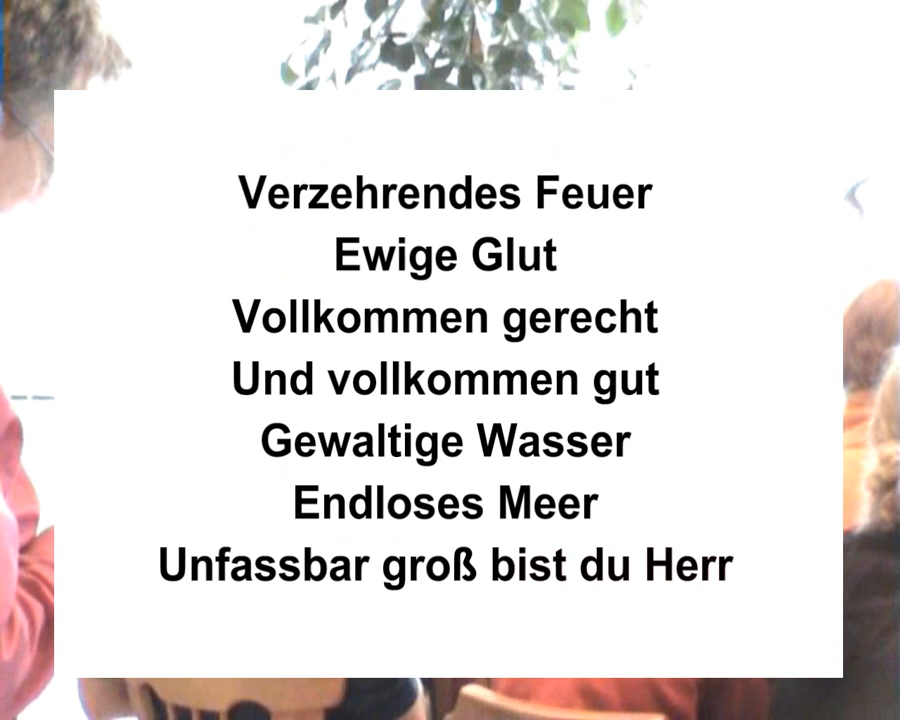 Verzehrendes Feuer
Ewige Glut
Vollkommen gerecht
Und vollkommen gut
Gewaltige Wasser
Endloses Meer
Unfassbar groß bist du Herr